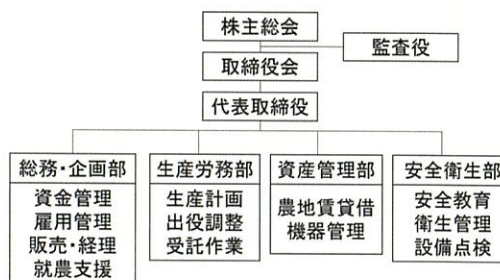 株主総会
監査役
取締役会
代表取締役
総務・企画部
資金管理
雇用管理
販売・経理
就農支援
生産労務部
生産計画
出役調整
受託作業
資産管理部
農地賃貸借
機器管理
安全衛生部
安全教育
衛生管理
設備点検